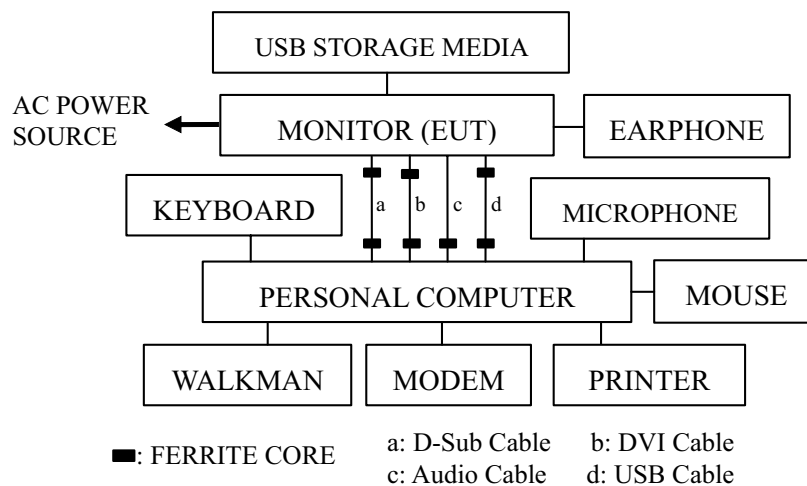 USB STORAGE MEDIA
AC POWER
SOURCE
MONITOR (EUT)
EARPHONE
a
b
c
d
KEYBOARD
MICROPHONE
PERSONAL COMPUTER
MOUSE
WALKMAN
MODEM
PRINTER
: FERRITE CORE
a: D-Sub Cable
b: DVI Cable
c: Audio Cable
d: USB Cable